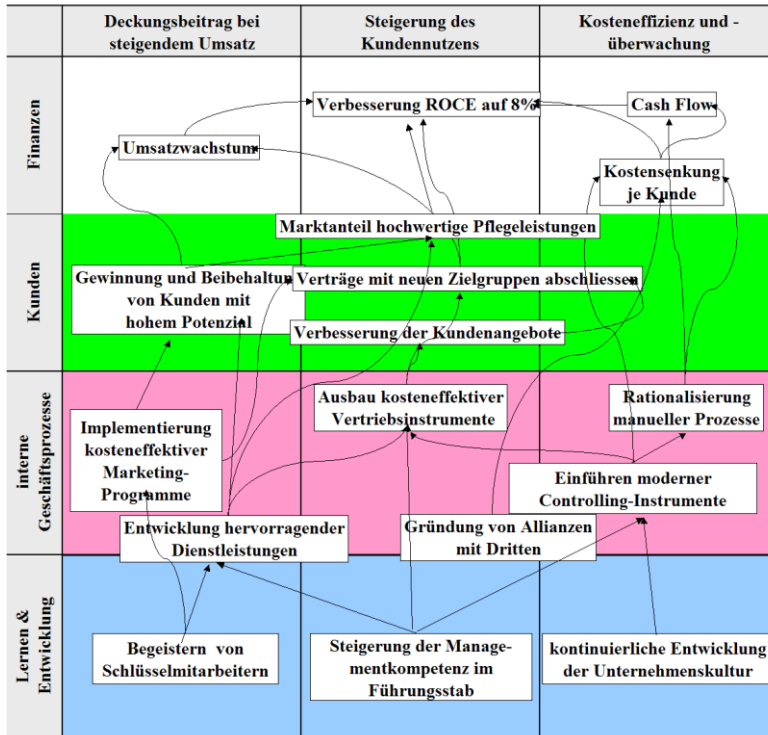 Deckungsbeitrag bei
steigendem Umsatz
Steigerung des
Kundennutzens
Kosteneffizienz und -
überwachung
Finanzen
Verbesserung ROCE auf 8%
Cash Flow
Umsatzwachstum
Kostensenkung
je Kunde
Kunden
Marktanteil hochwertige Pflegeleistungen
Gewinnung und Beibehaltun
von Kunden mit
hohem Potenzial
Verträge mit neuen Zielgruppen abschliessen
Verbesserung der Kundenangebote
interne
Geschäftsprozesse
Implementierung
kosteneffektiver
Marketing-
Programme
Ausbau kosteneffektiver
Vertriebsinstrumente
Rationalisierung
manueller Prozesse
Einführen moderner
Controlling-Instrumente
Entwicklung hervorragender
Dienstleistungen
Gründung von Allianzen
mit Dritten
Lernen &
Entwicklung
Begeistern von
Schlüsselmitarbeitern
Steigerung der Manage-
mentkompetenz im
Führungsstab
kontinuierliche Entwicklung
der Unternehmenskultur